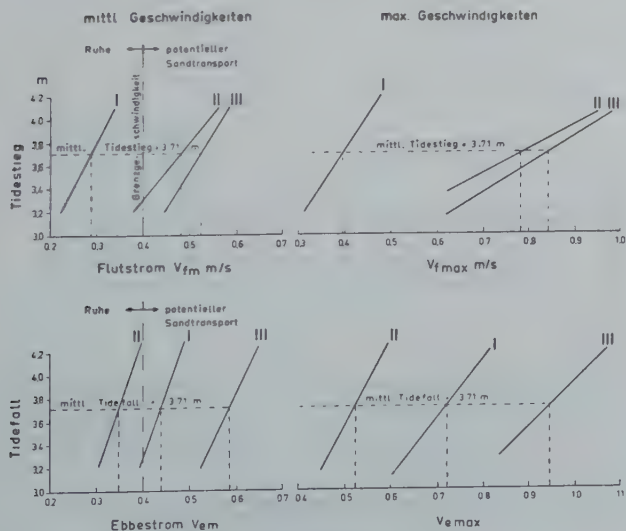 mittl Geschwindigkeiten
max. Geschwindigkeiten
Ruhe
potentieller
Sandtransport
m
Grenzge-
schwindigkeit
I
II
III
I
II
III
4.2
4.0
3.8
3.6
3.4
3.2
3.0
Tidestieg
mittl. Tidestieg = 3.71 m
mittl. Tidestieg = 3.71 m
0.2
0.3
0.4
0.5
0.6
0.7
0.3
0.4
0.5
0.6
0.7
0.8
0.9
1.0
Flutstrom Vfm m/s
Vfmax m/s
Ruhe
potentieller
Sandtransport
II
I
III
II
I
III
4.2
4.0
3.8
3.6
3.4
3.2
3.0
Tidefall
mittl Tidefall = 3.71 m
mittl Tidefall = 3.71 m
0.2
0.3
0.4
0.5
0.6
0.7
0.4
0.5
0.6
0.7
0.8
0.9
1.0
1.1
Ebbestrom Vem
Vemax